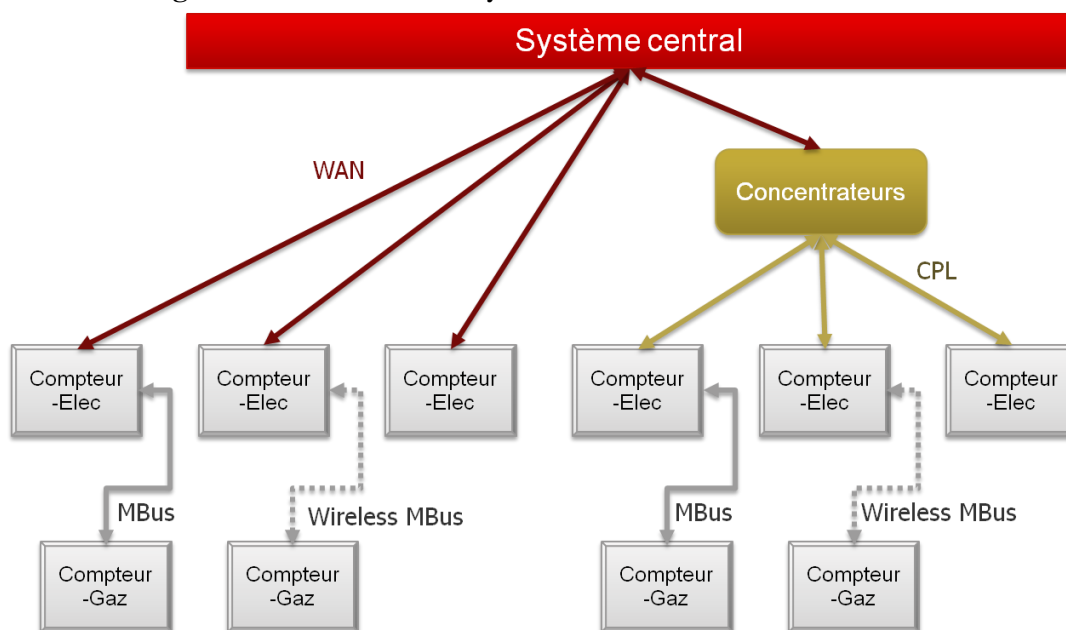 Système central
WAN
Concentrateurs
CPL
Compteur
-Elec
Compteur
-Elec
Compteur
-Elec
Compteur
-Elec
Compteur
-Elec
Compteur
-Elec
MBus
Wireless MBus
MBus
Wireless MBus
Compteur
-Gaz
Compteur
-Gaz
Compteur
-Gaz
Compteur
-Gaz